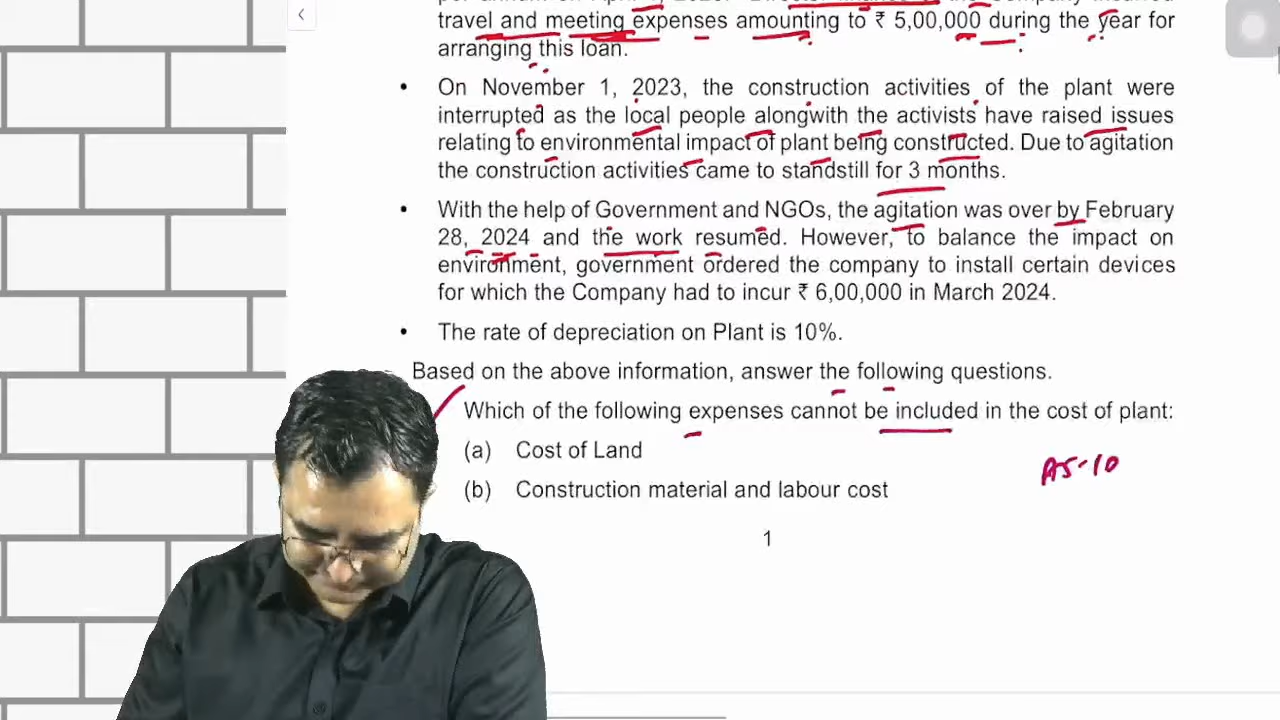 travel and meeting expenses amounting to ₹ 5,00,000 during the year for
arranging this loan.
• On November 1, 2023, the construction activities of the plant were
interrupted as the local people alongwith the activists have raised issues
relating to environmental impact of plant being constructed. Due to agitation
the construction activities came to standstill for 3 months.
• With the help of Government and NGOs, the agitation was over by February
28, 2024 and the work resumed. However, to balance the impact on
environment, government ordered the company to install certain devices
for which the Company had to incur ₹ 6,00,000 in March 2024.
• The rate of depreciation on Plant is 10%.
Based on the above information, answer the following questions.
Which of the following expenses cannot be included in the cost of plant:
(a) Cost of Land
AS-10
(b) Construction material and labour cost
1